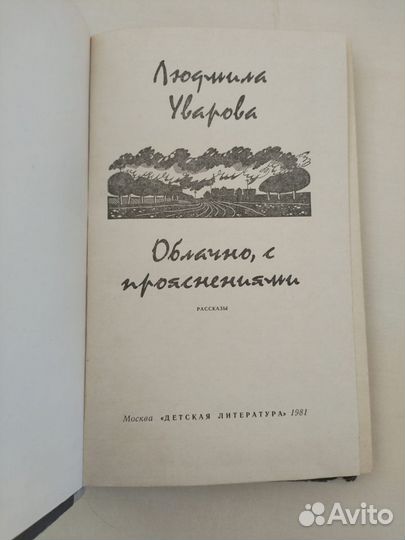 Людмила
Уварова
Облачно, с
прояснениями
РАССКАЗЫ
Москва «ДЕТСКАЯ ЛИТЕРАТУРА» 1981
Avito